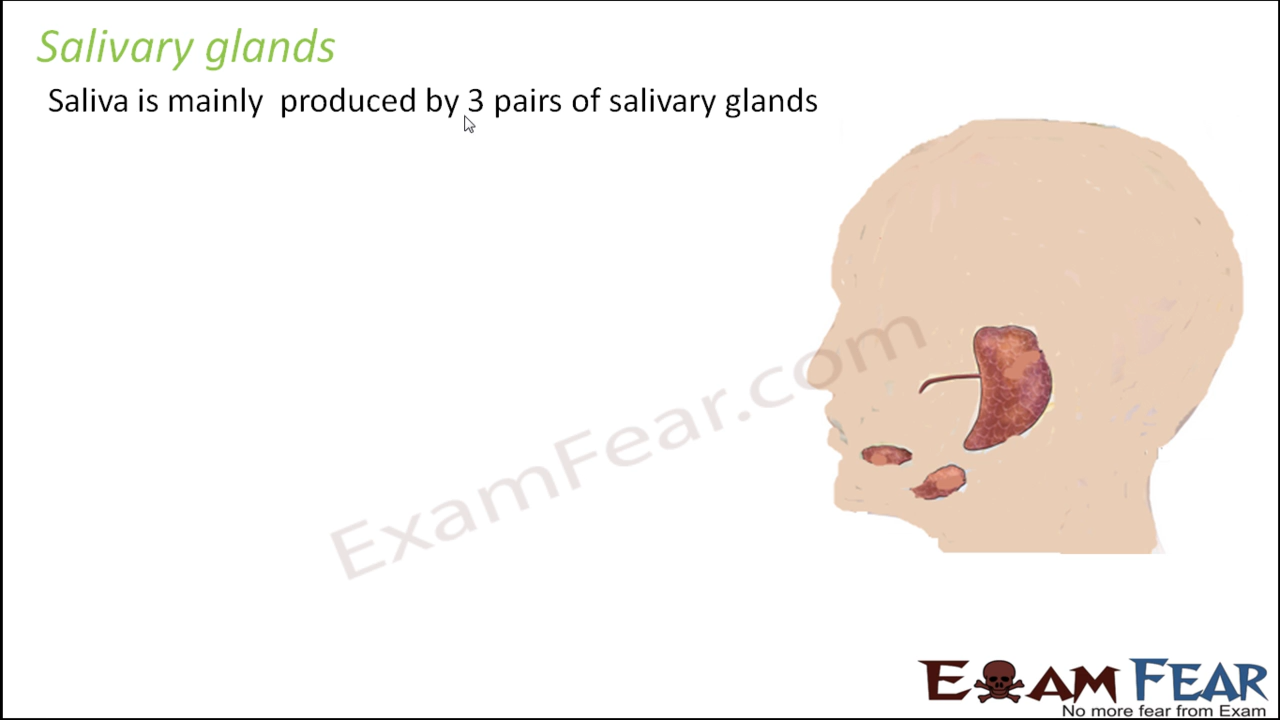 Salivary glands
Saliva is mainly produced by 3 pairs of salivary glands
ExamFear.com
EXAM FEAR
No more fear from Exam